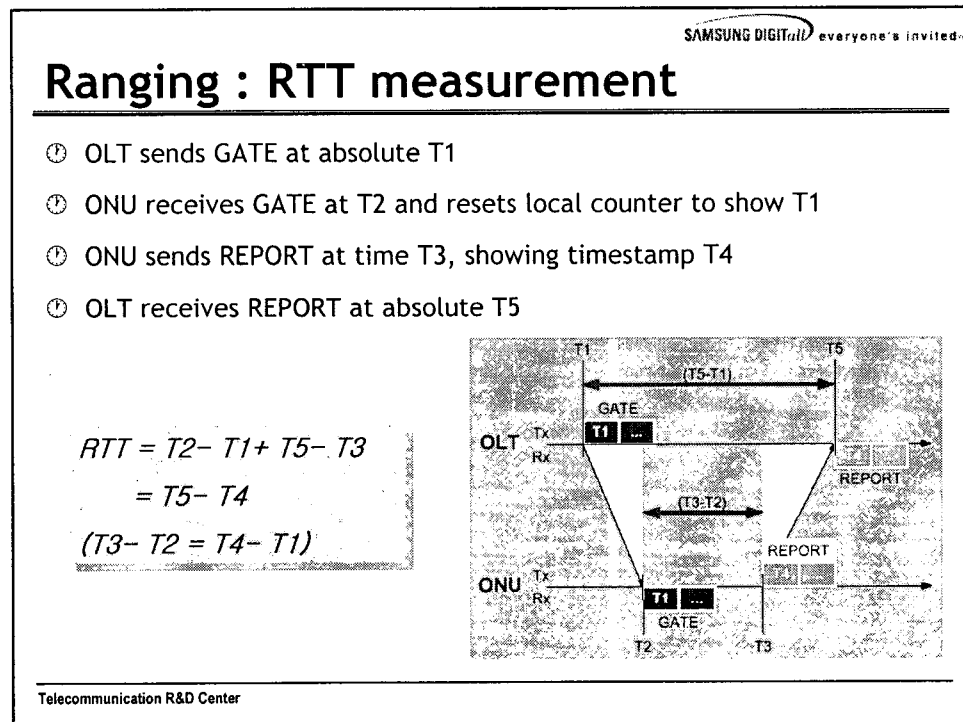 SAMSUNG DIGITall everyone's invited
Ranging : RTT measurement
OLT sends GATE at absolute T1
ONU receives GATE at T2 and resets local counter to show T1
ONU sends REPORT at time T3, showing timestamp T4
OLT receives REPORT at absolute T5
RTT = T2- T1+ T5- T3
= T5- T4
(T3- T2 = T4- T1)
T1 T5
(T5-T1)
GATE
OLT Tx T1 ...
Rx
REPORT
(T3-T2)
REPORT
ONU Tx
Rx T1 ...
GATE
T2 T3
Telecommunication R&D Center